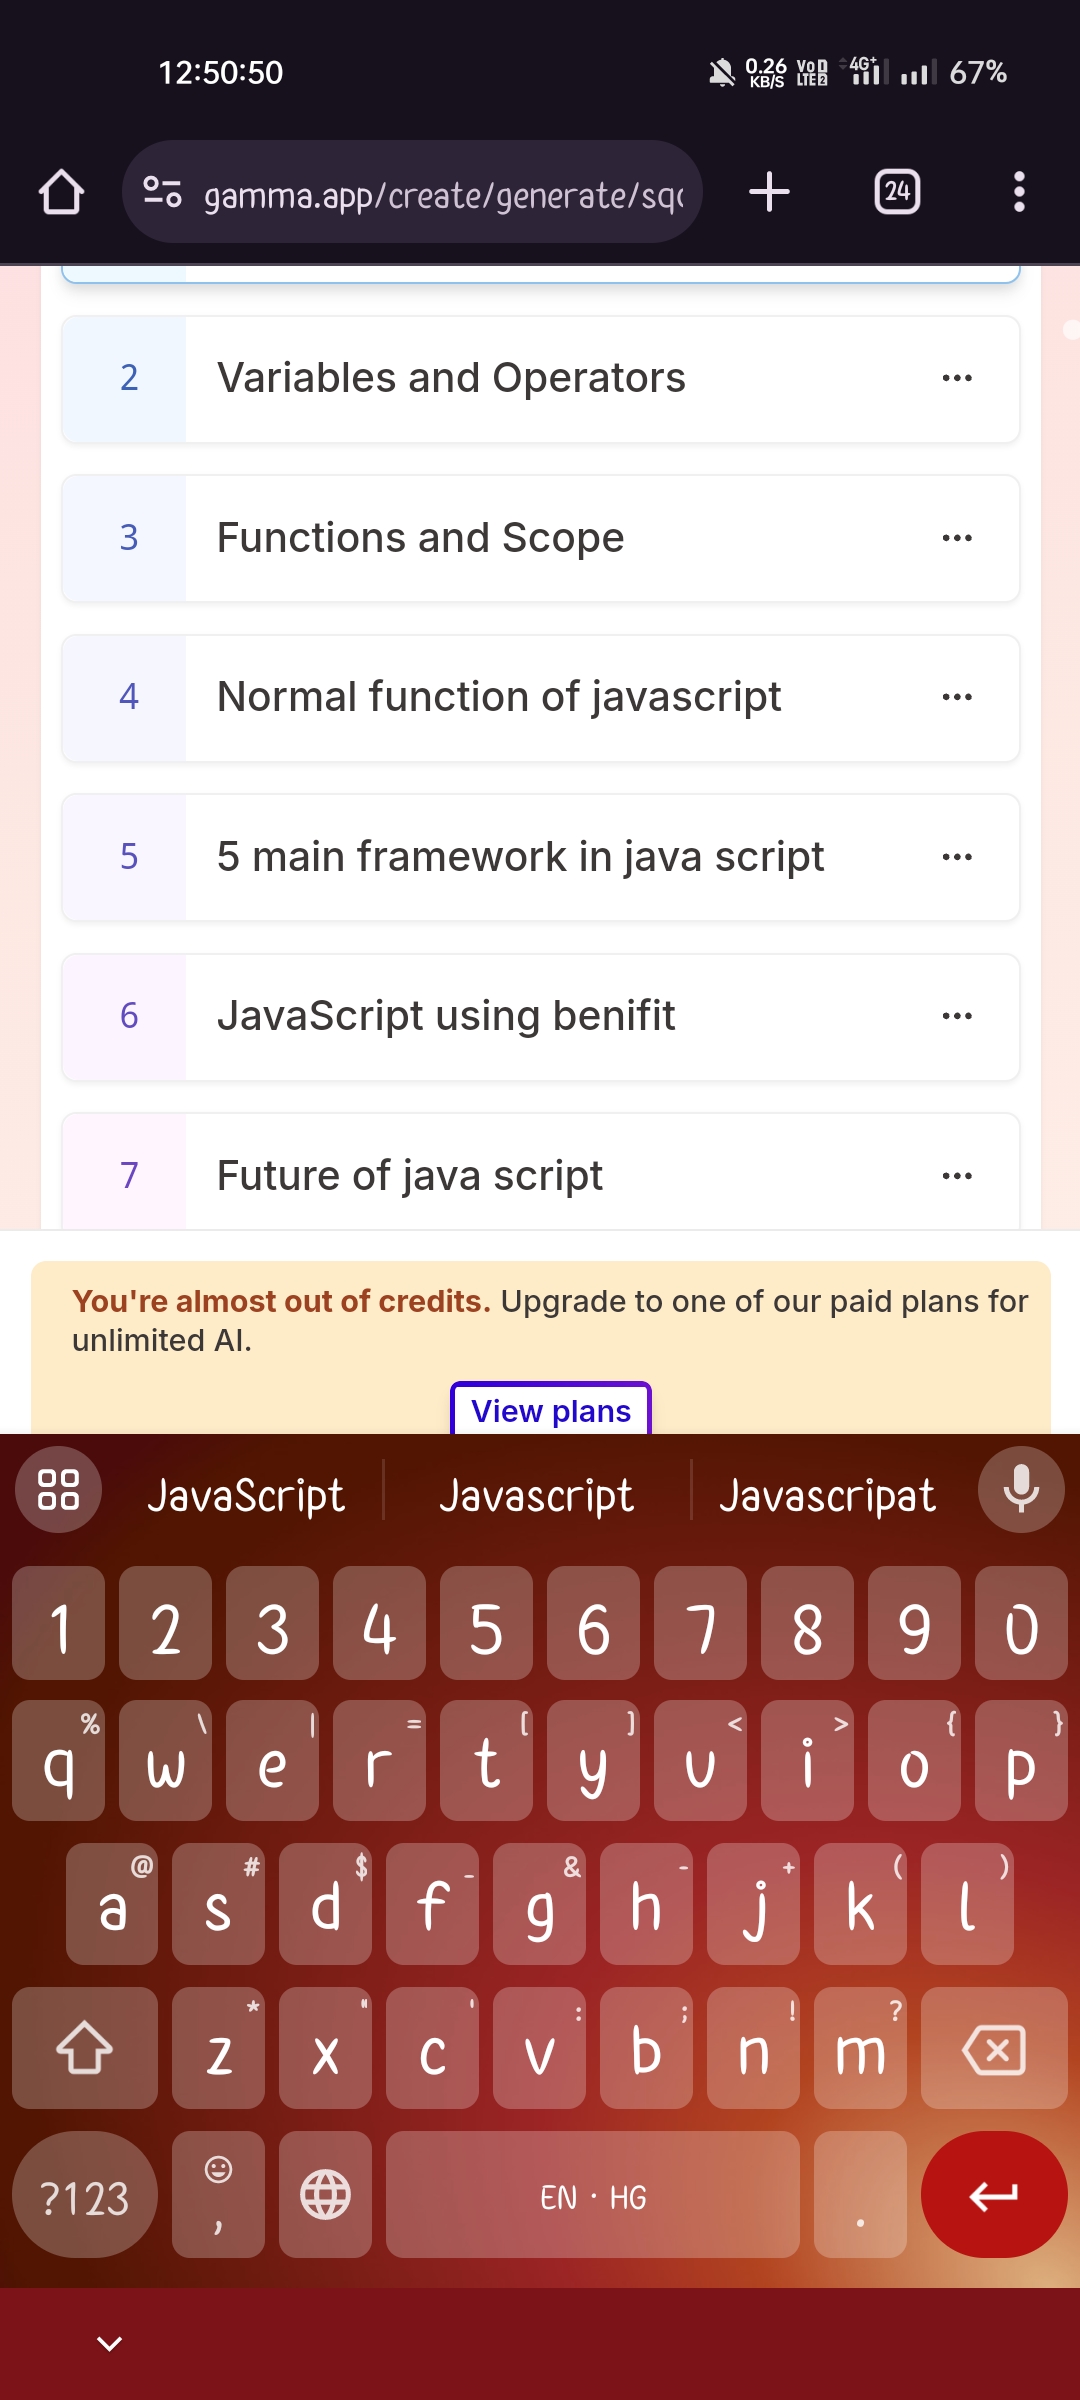 12:50:50
0.26 KB/S VoD LTE2 4G+ 67%
gamma.app/create/generate/sq
24
2 Variables and Operators
3 Functions and Scope
4 Normal function of javascript
5 5 main framework in java script
6 JavaScript using benifit
7 Future of java script
You're almost out of credits. Upgrade to one of our paid plans for
unlimited AI.
View plans
JavaScript Javascript Javascripat
1 2 3 4 5 6 7 8 9 0
% \ | = [ ] < > { }
q w e r t y u i o p
@ # $ _ & - + ( )
a s d f g h j k l
* " ' : ; ! ?
z x c v b n m
?123 , EN · HG .